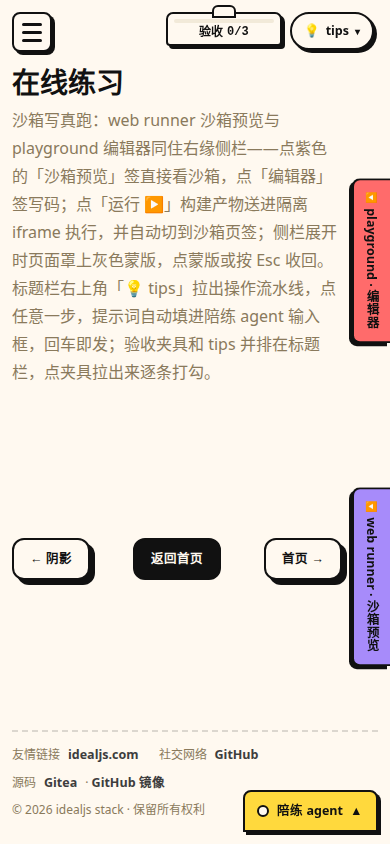 验收 0/3
💡 tips ▾
在线练习
沙箱写真跑：web runner 沙箱预览与
playground 编辑器同住右缘侧栏——点紫色
的「沙箱预览」签直接看沙箱，点「编辑器」
签写码；点「运行 ▶️」构建产物送进隔离
iframe 执行，并自动切到沙箱页签；侧栏展开
时页面罩上灰色蒙版，点蒙版或按 Esc 收回。
标题栏右上角「💡 tips」拉出操作流水线，点
任意一步，提示词自动填进陪练 agent 输入
框，回车即发；验收夹具和 tips 并排在标题
栏，点夹具拉出来逐条打勾。
◀️ playground · 编辑器
◀️ web runner · 沙箱预览
← 阴影
返回首页
首页 →
友情链接 idealjs.com 社交网络 GitHub
源码 Gitea · GitHub 镜像
© 2026 idealjs stack · 保留所有权利
陪练 agent ▲